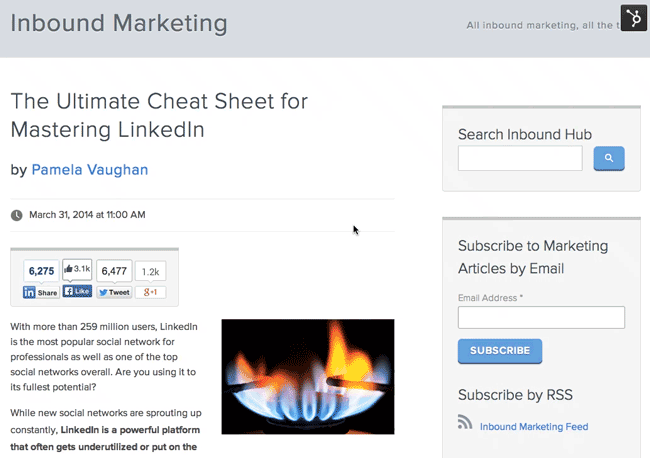 Inbound Marketing
All inbound marketing, all the
The Ultimate Cheat Sheet for
Mastering LinkedIn
by Pamela Vaughan
March 31, 2014 at 11:00 AM
6,275 3.1k 6,477 1.2k
in Share Like Tweet g+1
With more than 259 million users, LinkedIn
is the most popular social network for
professionals as well as one of the top
social networks overall. Are you using it to
its fullest potential?
While new social networks are sprouting up
constantly, LinkedIn is a powerful platform
that often gets underutilized or put on the
Search Inbound Hub
Subscribe to Marketing
Articles by Email
Email Address *
SUBSCRIBE
Subscribe by RSS
Inbound Marketing Feed